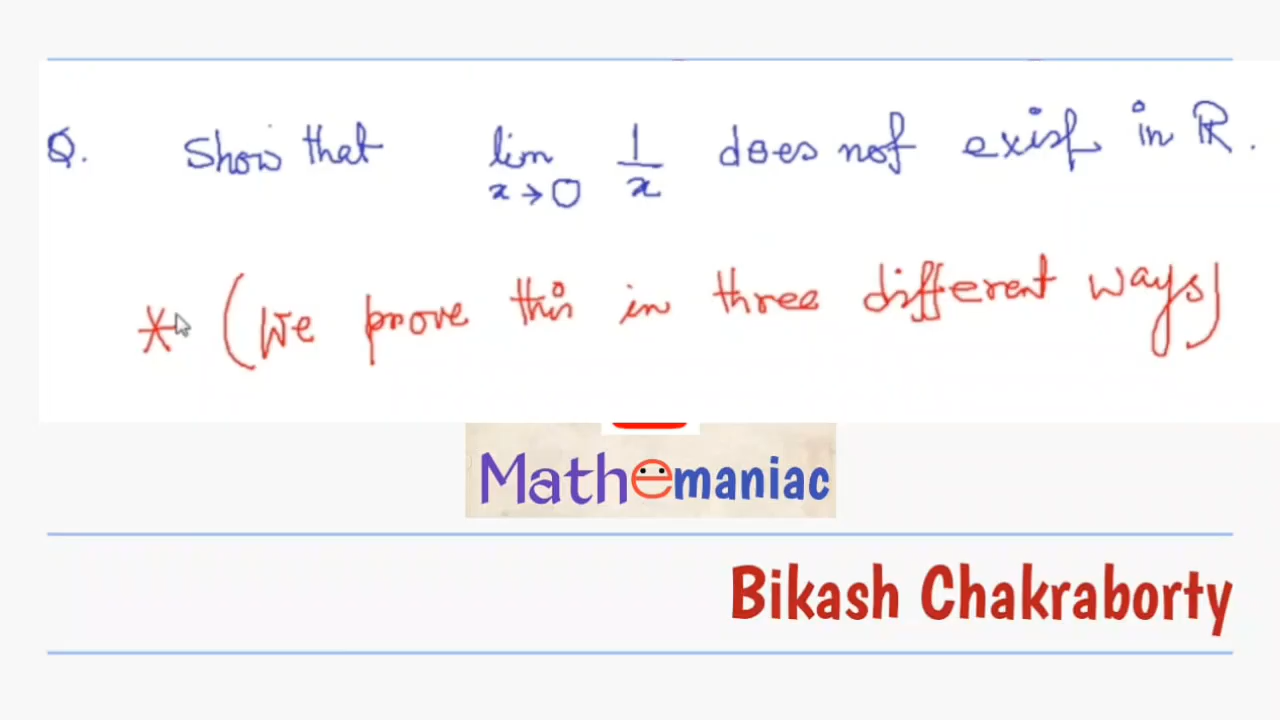 Q. Show that lim 1/x does not exist in ℝ.
x→0
* (We prove this in three different ways)
Mathemaniac
Bikash Chakraborty